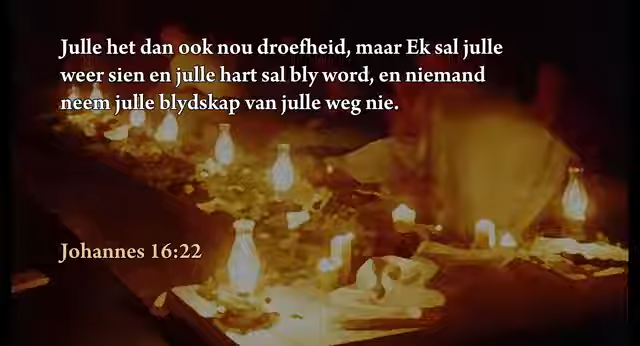 Julle het dan ook nou droefheid, maar Ek sal julle
weer sien en julle hart sal bly word, en niemand
neem julle blydskap van julle weg nie.
Johannes 16:22